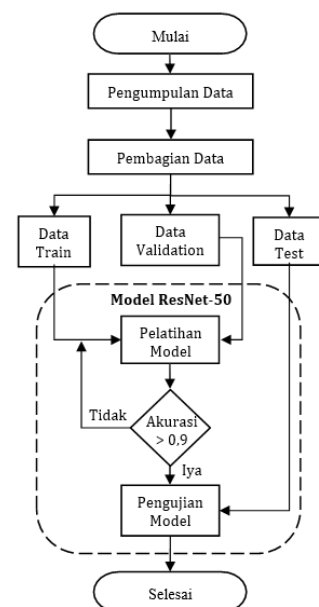 Mulai
Pengumpulan Data
Pembagian Data
Data
Train
Data
Validation
Data
Test
Model ResNet-50
Pelatihan
Model
Tidak
Akurasi
> 0,9
Iya
Pengujian
Model
Selesai